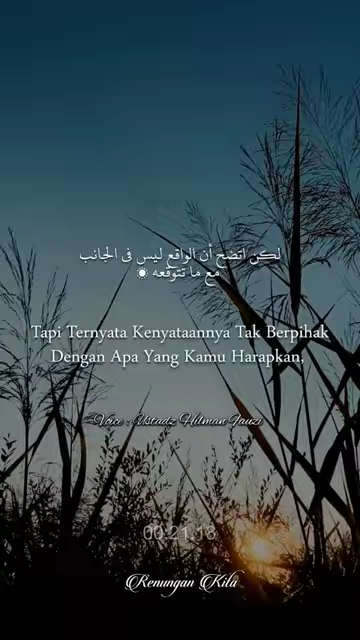 لكن اتضح أن الواقع ليس في الجانب
مع ما تتوقعه
Tapi Ternyata Kenyataannya Tak Berpihak
Dengan Apa Yang Kamu Harapkan,
Voice : Ustadz Hilman Fauzi
00:21:13
Renungan Kita